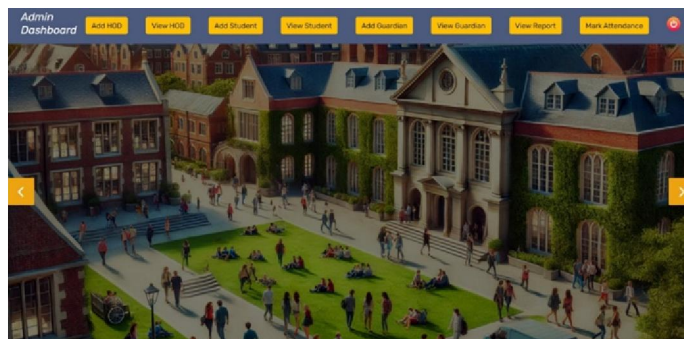 Admin
Dashboard
Add HOD
View HOD
Add Student
View Student
Add Guardian
View Guardian
View Report
Mark Attendance